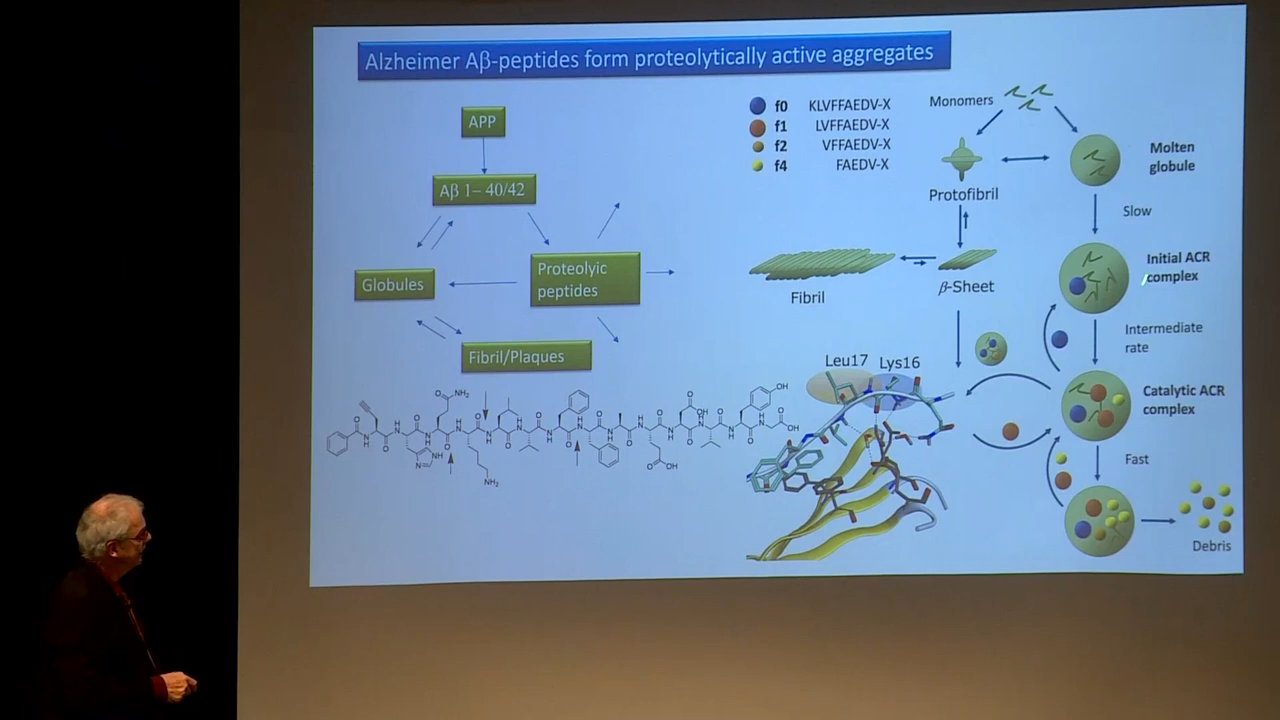 Alzheimer Aβ-peptides form proteolytically active aggregates
APP
Aβ 1– 40/42
Globules
Proteolyic
peptides
Fibril/Plaques
f0 KLVFFAEDV-X
f1 LVFFAEDV-X
f2 VFFAEDV-X
f4 FAEDV-X
Monomers
Protofibril
Molten
globule
Slow
Fibril
β-Sheet
Initial ACR
complex
Intermediate
rate
Leu17 Lys16
Catalytic ACR
complex
Fast
Debris